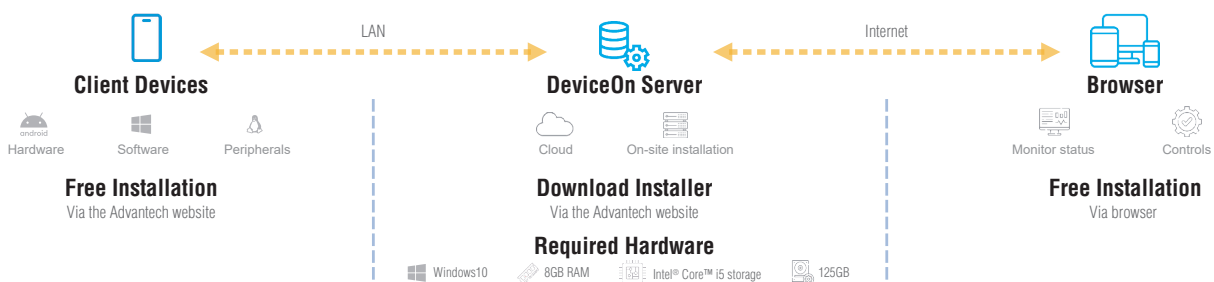 LAN
Internet
Client Devices
DeviceOn Server
Browser
android
Hardware
Software
Peripherals
Cloud
On-site installation
Monitor status
Controls
Free Installation
Via the Advantech website
Download Installer
Via the Advantech website
Free Installation
Via browser
Required Hardware
Windows10
8GB RAM
Intel® Core™ i5 storage
125GB